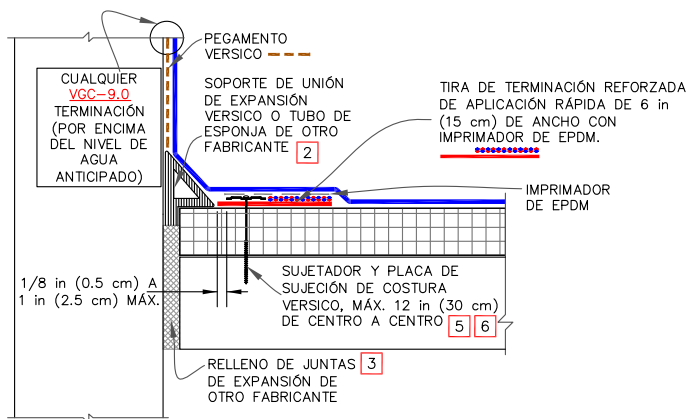 PEGAMENTO
VERSICO
CUALQUIER
VGC-9.0
TERMINACIÓN
(POR ENCIMA
DEL NIVEL DE
AGUA
ANTICIPADO)
SOPORTE DE UNIÓN
DE EXPANSIÓN
VERSICO O TUBO DE
ESPONJA DE OTRO
FABRICANTE 2
TIRA DE TERMINACIÓN REFORZADA
DE APLICACIÓN RÁPIDA DE 6 in
(15 cm) DE ANCHO CON
IMPRIMADOR DE EPDM.
IMPRIMADOR
DE EPDM
1/8 in (0.5 cm) A
1 in (2.5 cm) MÁX.
SUJETADOR Y PLACA DE
SUJECIÓN DE COSTURA
VERSICO, MÁX. 12 in (30 cm)
DE CENTRO A CENTRO 5 6
RELLENO DE JUNTAS 3
DE EXPANSIÓN DE
OTRO FABRICANTE